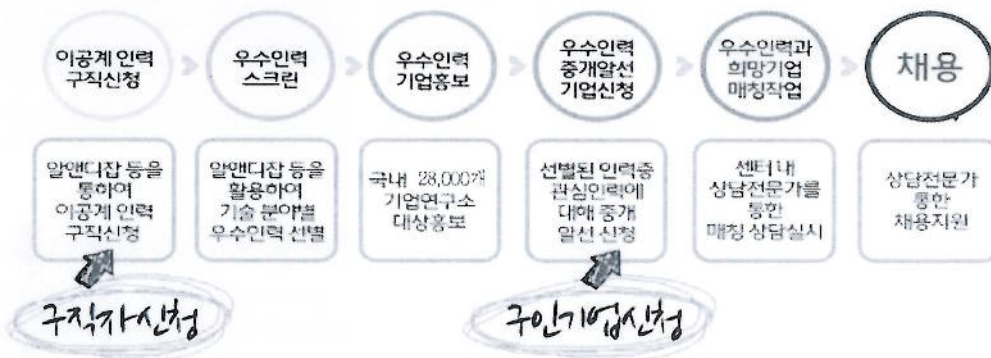 이공계 인력
구직신청
우수인력
스크린
우수인력
기업홍보
우수인력
중개알선
기업신청
우수인력과
희망기업
매칭작업
채용
알앤디잡 등을
통하여
이공계 인력
구직신청
알앤디잡 등을
활용하여
기술 분야별
우수인력 선별
국내 28,000개
기업연구소
대상홍보
선별된 인력중
관심인력에
대해 중개
알선 신청
센터 내
상담전문가를
통한
매칭 상담실시
상담전문가
통한
채용지원
구직자신청
구인기업신청